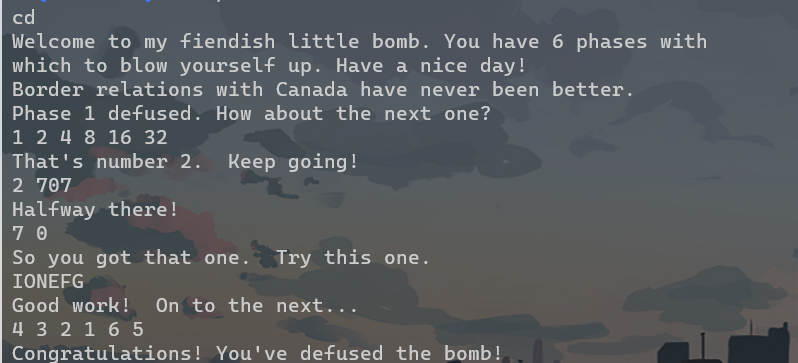 cd
Welcome to my fiendish little bomb. You have 6 phases with
which to blow yourself up. Have a nice day!
Border relations with Canada have never been better.
Phase 1 defused. How about the next one?
1 2 4 8 16 32
That's number 2.  Keep going!
2 707
Halfway there!
7 0
So you got that one.  Try this one.
IONEFG
Good work!  On to the next...
4 3 2 1 6 5
Congratulations! You've defused the bomb!